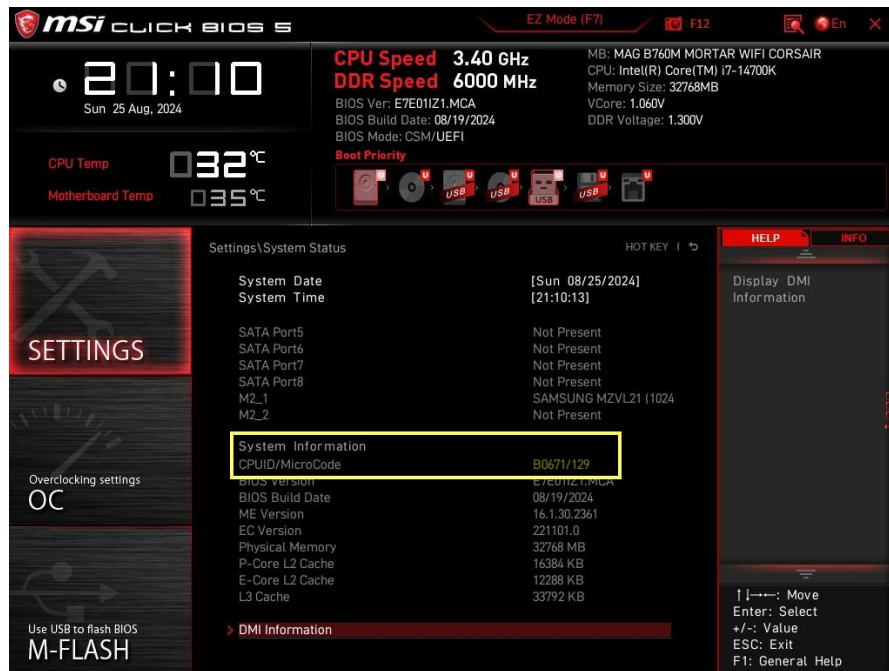 msi CLICK BIOS 5
EZ Mode (F7)
F12
En
21:10
Sun 25 Aug, 2024
CPU Temp 32°C
Motherboard Temp 35°C
CPU Speed 3.40 GHz
DDR Speed 6000 MHz
BIOS Ver: E7E01IZ1.MCA
BIOS Build Date: 08/19/2024
BIOS Mode: CSM/UEFI
MB: MAG B760M MORTAR WIFI CORSAIR
CPU: Intel(R) Core(TM) i7-14700K
Memory Size: 32768MB
VCore: 1.060V
DDR Voltage: 1.300V
Boot Priority
U U U U U U U
USB USB USB USB
SETTINGS
Overclocking settings
OC
Use USB to flash BIOS
M-FLASH
Settings\System Status
HOT KEY |
System Date [Sun 08/25/2024]
System Time [21:10:13]
SATA Port5 Not Present
SATA Port6 Not Present
SATA Port7 Not Present
SATA Port8 Not Present
M2_1 SAMSUNG MZVL21 (1024
M2_2 Not Present
System Information
CPUID/MicroCode B0671/129
BIOS Version E7E01IZ1.MCA
BIOS Build Date 08/19/2024
ME Version 16.1.30.2361
EC Version 221101.0
Physical Memory 32768 MB
P-Core L2 Cache 16384 KB
E-Core L2 Cache 12288 KB
L3 Cache 33792 KB
> DMI Information
HELP INFO
Display DMI
Information
↑↓→←: Move
Enter: Select
+/-: Value
ESC: Exit
F1: General Help